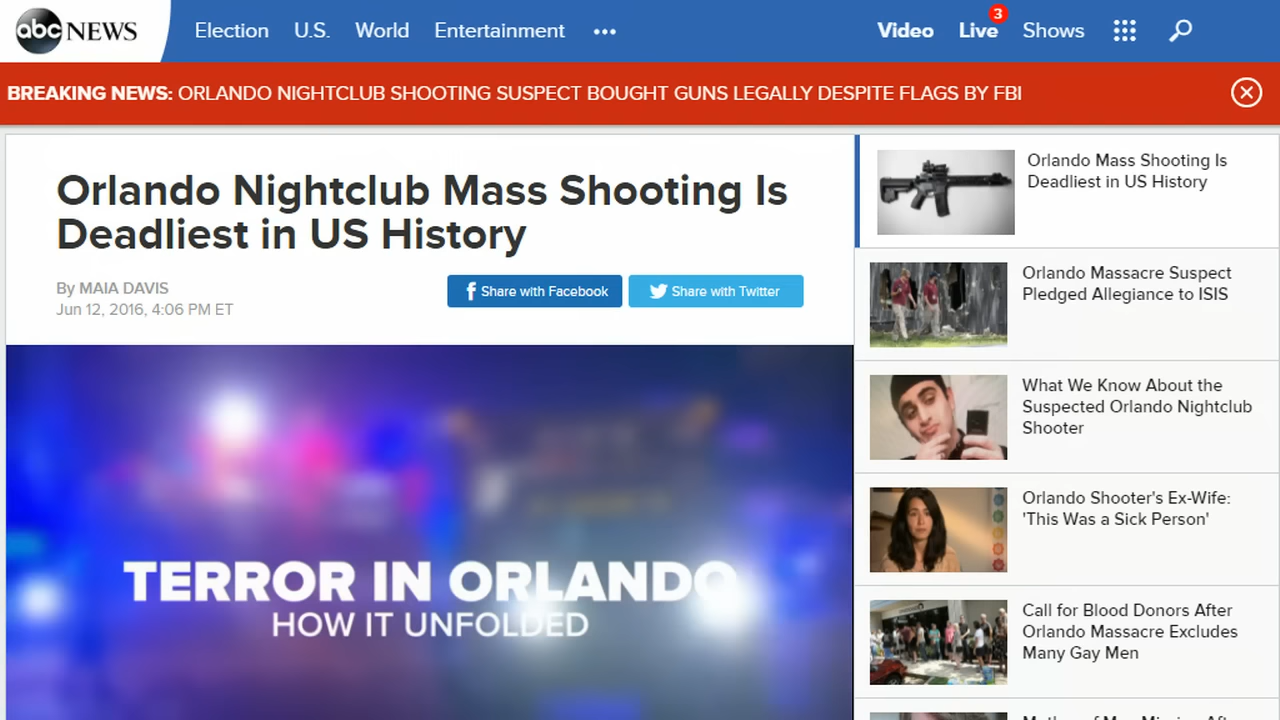 abc NEWS
Election U.S. World Entertainment •••
Video Live 3 Shows
BREAKING NEWS: ORLANDO NIGHTCLUB SHOOTING SUSPECT BOUGHT GUNS LEGALLY DESPITE FLAGS BY FBI
Orlando Nightclub Mass Shooting Is
Deadliest in US History
By MAIA DAVIS
Jun 12, 2016, 4:06 PM ET
Share with Facebook
Share with Twitter
TERROR IN ORLANDO
HOW IT UNFOLDED
Orlando Mass Shooting Is
Deadliest in US History
Orlando Massacre Suspect
Pledged Allegiance to ISIS
What We Know About the
Suspected Orlando Nightclub
Shooter
Orlando Shooter's Ex-Wife:
'This Was a Sick Person'
Call for Blood Donors After
Orlando Massacre Excludes
Many Gay Men